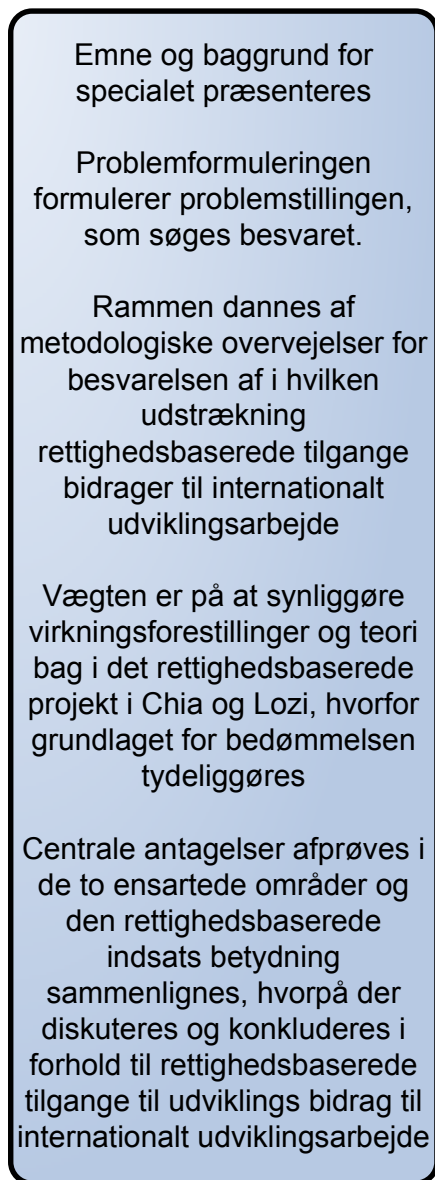 Emne og baggrund for
specialet præsenteres
Problemformuleringen
formulerer problemstillingen,
som søges besvaret.
Rammen dannes af
metodologiske overvejelser for
besvarelsen af i hvilken
udstrækning
rettighedsbaserede tilgange
bidrager til internationalt
udviklingsarbejde
Vægten er på at synliggøre
virkningsforestillinger og teori
bag i det rettighedsbaserede
projekt i Chia og Lozi, hvorfor
grundlaget for bedømmelsen
tydeliggøres
Centrale antagelser afprøves i
de to ensartede områder og
den rettighedsbaserede
indsats betydning
sammenlignes, hvorpå der
diskuteres og konkluderes i
forhold til rettighedsbaserede
tilgange til udviklings bidrag til
internationalt udviklingsarbejde